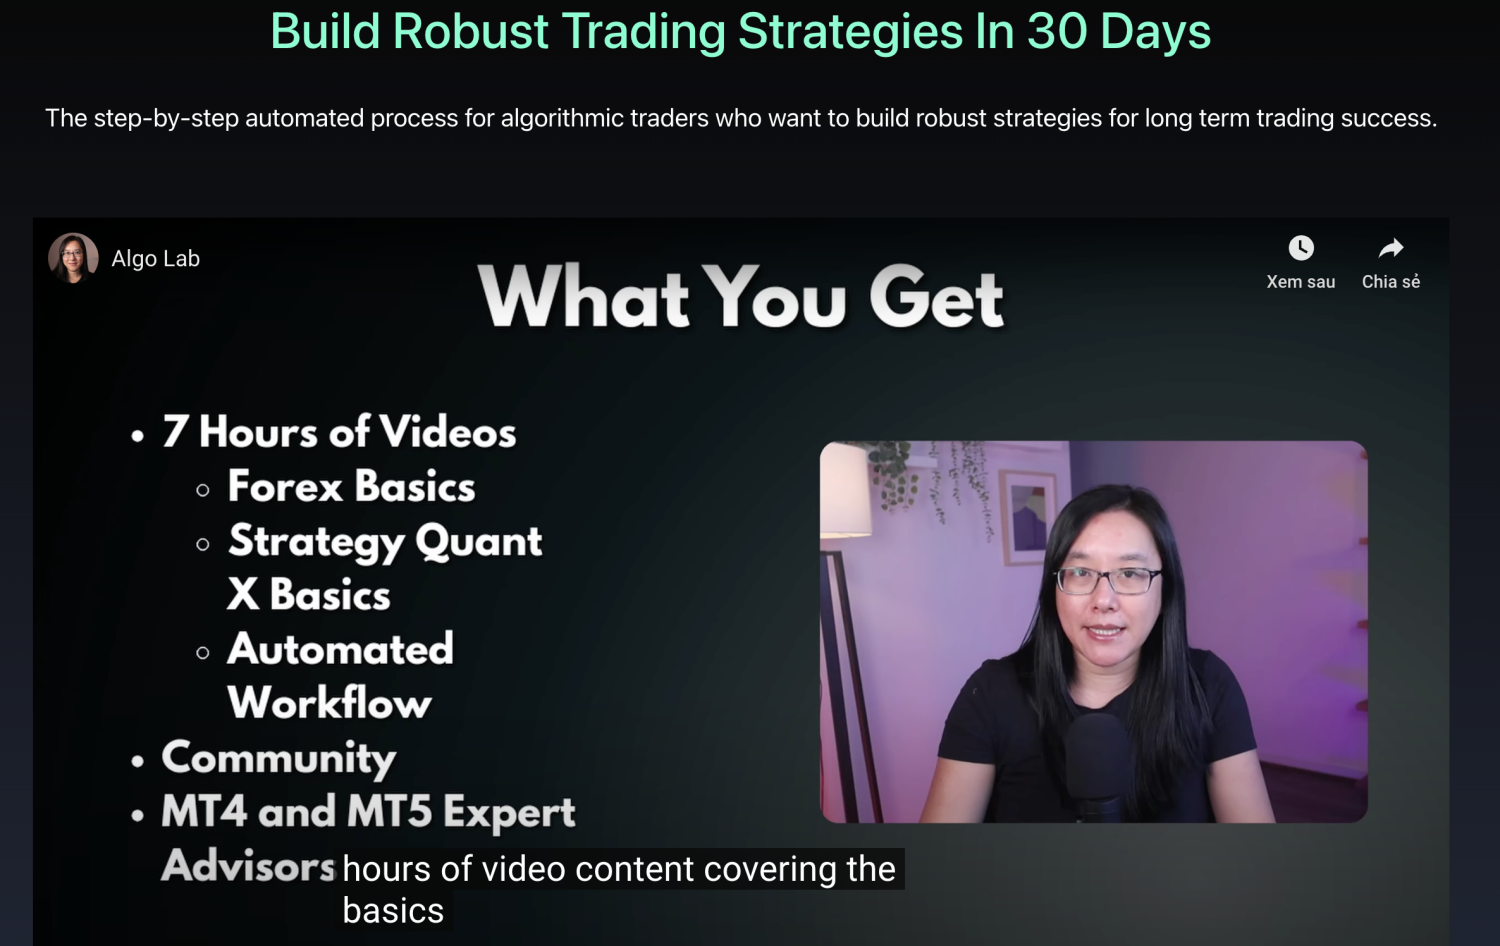 Build Robust Trading Strategies In 30 Days
The step-by-step automated process for algorithmic traders who want to build robust strategies for long term trading success.
Algo Lab
Xem sau
Chia sẻ
What You Get
• 7 Hours of Videos
○ Forex Basics
○ Strategy Quant
X Basics
○ Automated
Workflow
• Community
• MT4 and MT5 Expert
Advisors
hours of video content covering the
basics